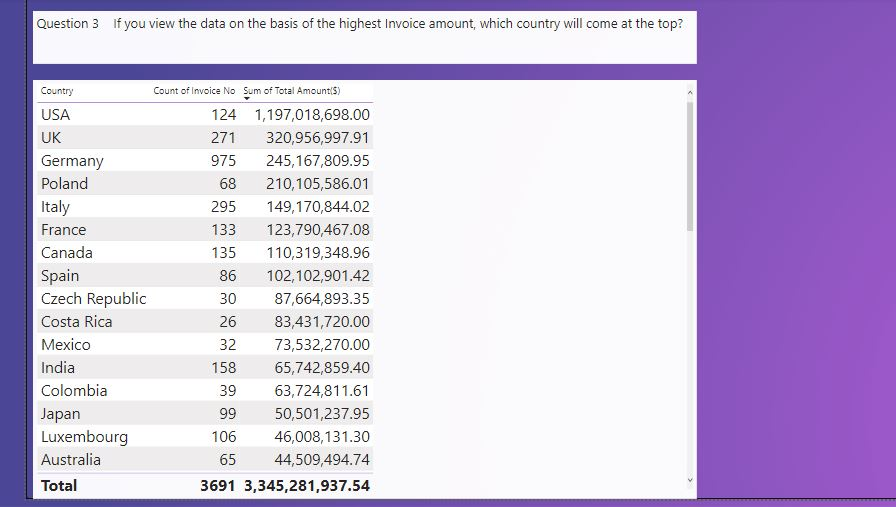 Question 3 If you view the data on the basis of the highest Invoice amount, which country will come at the top?
Country Count of Invoice No Sum of Total Amount($)
USA 124 1,197,018,698.00
UK 271 320,956,997.91
Germany 975 245,167,809.95
Poland 68 210,105,586.01
Italy 295 149,170,844.02
France 133 123,790,467.08
Canada 135 110,319,348.96
Spain 86 102,102,901.42
Czech Republic 30 87,664,893.35
Costa Rica 26 83,431,720.00
Mexico 32 73,532,270.00
India 158 65,742,859.40
Colombia 39 63,724,811.61
Japan 99 50,501,237.95
Luxembourg 106 46,008,131.30
Australia 65 44,509,494.74
Total 3691 3,345,281,937.54